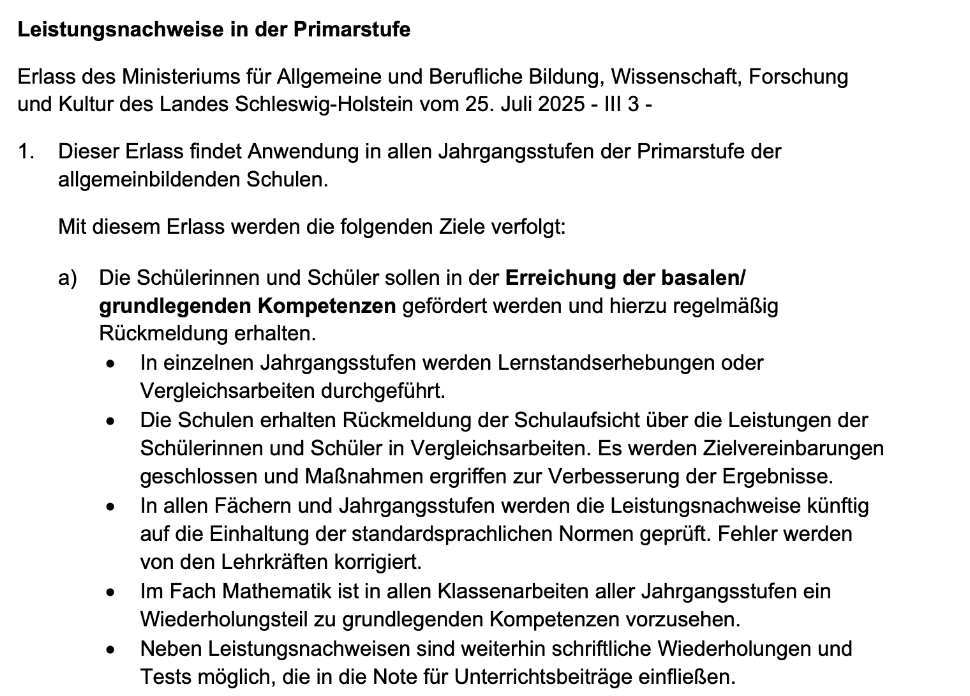 Leistungsnachweise in der Primarstufe
Erlass des Ministeriums für Allgemeine und Berufliche Bildung, Wissenschaft, Forschung
und Kultur des Landes Schleswig-Holstein vom 25. Juli 2025 - III 3 -
1. Dieser Erlass findet Anwendung in allen Jahrgangsstufen der Primarstufe der
allgemeinbildenden Schulen.
Mit diesem Erlass werden die folgenden Ziele verfolgt:
a) Die Schülerinnen und Schüler sollen in der Erreichung der basalen/
grundlegenden Kompetenzen gefördert werden und hierzu regelmäßig
Rückmeldung erhalten.
• In einzelnen Jahrgangsstufen werden Lernstandserhebungen oder
Vergleichsarbeiten durchgeführt.
• Die Schulen erhalten Rückmeldung der Schulaufsicht über die Leistungen der
Schülerinnen und Schüler in Vergleichsarbeiten. Es werden Zielvereinbarungen
geschlossen und Maßnahmen ergriffen zur Verbesserung der Ergebnisse.
• In allen Fächern und Jahrgangsstufen werden die Leistungsnachweise künftig
auf die Einhaltung der standardsprachlichen Normen geprüft. Fehler werden
von den Lehrkräften korrigiert.
• Im Fach Mathematik ist in allen Klassenarbeiten aller Jahrgangsstufen ein
Wiederholungsteil zu grundlegenden Kompetenzen vorzusehen.
• Neben Leistungsnachweisen sind weiterhin schriftliche Wiederholungen und
Tests möglich, die in die Note für Unterrichtsbeiträge einfließen.